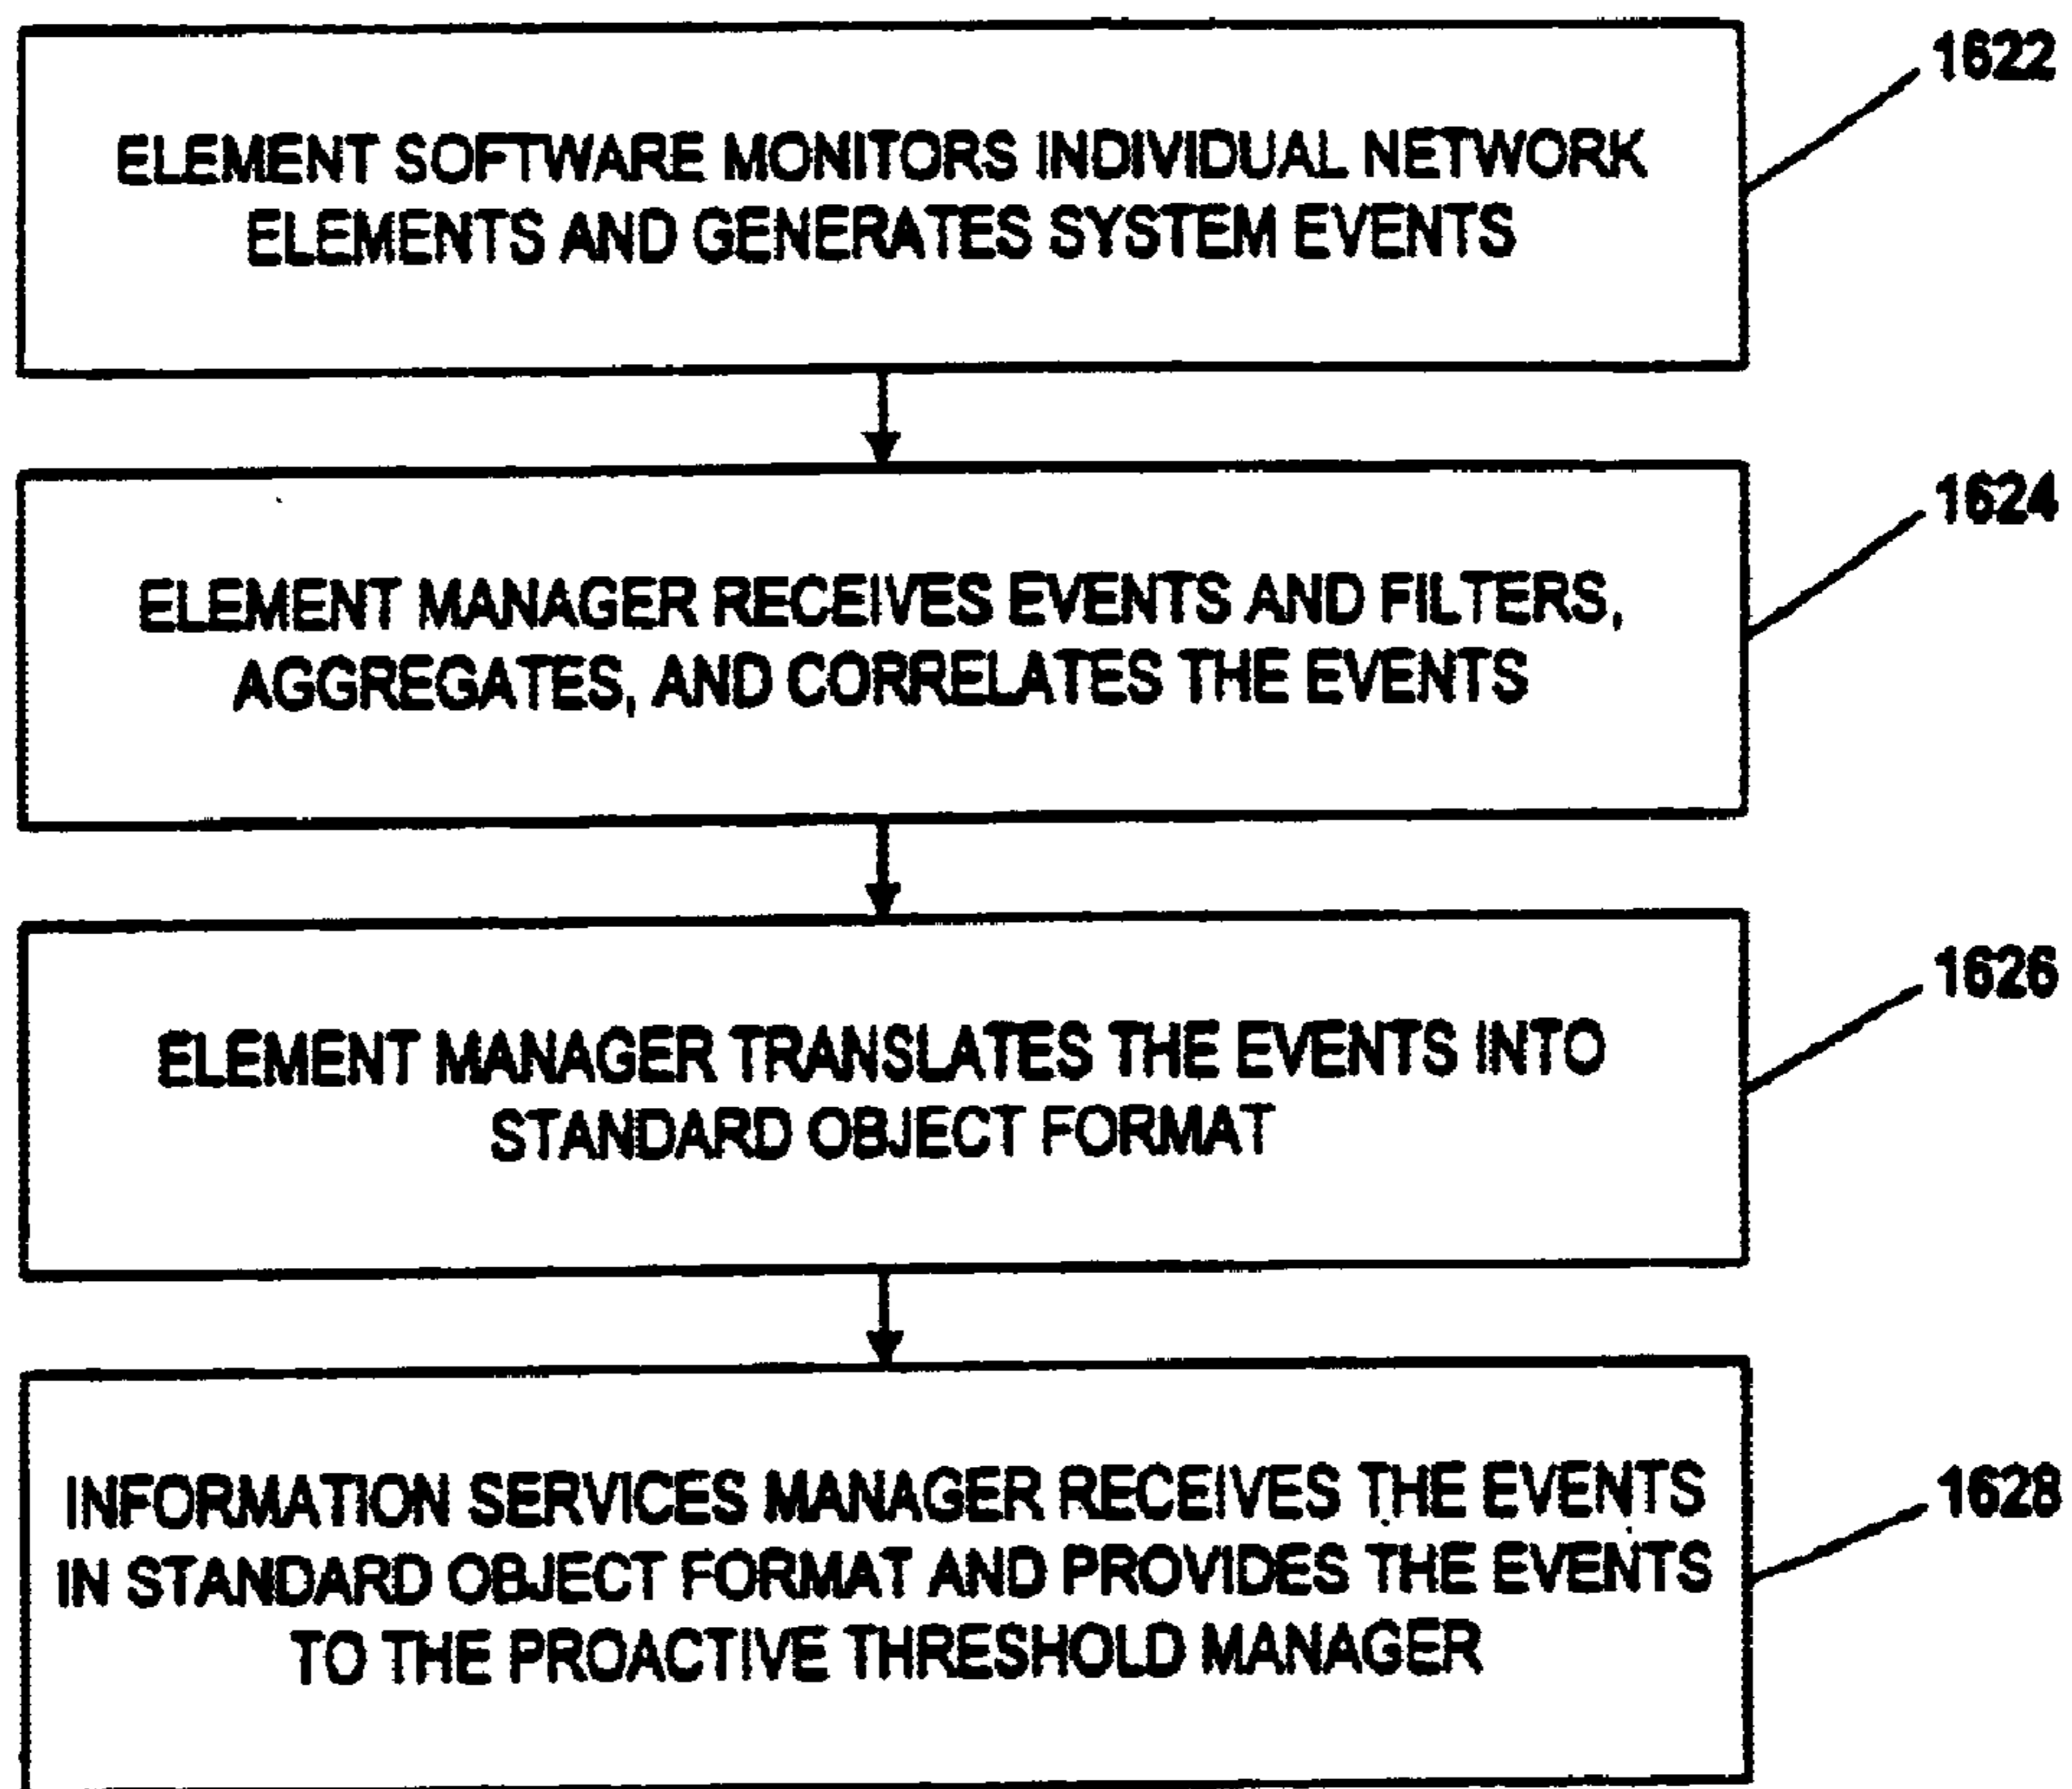 1622
ELEMENT SOFTWARE MONITORS INDIVIDUAL NETWORK
ELEMENTS AND GENERATES SYSTEM EVENTS
1624
ELEMENT MANAGER RECEIVES EVENTS AND FILTERS,
AGGREGATES, AND CORRELATES THE EVENTS
1626
ELEMENT MANAGER TRANSLATES THE EVENTS INTO
STANDARD OBJECT FORMAT
1628
INFORMATION SERVICES MANAGER RECEIVES THE EVENTS
IN STANDARD OBJECT FORMAT AND PROVIDES THE EVENTS
TO THE PROACTIVE THRESHOLD MANAGER